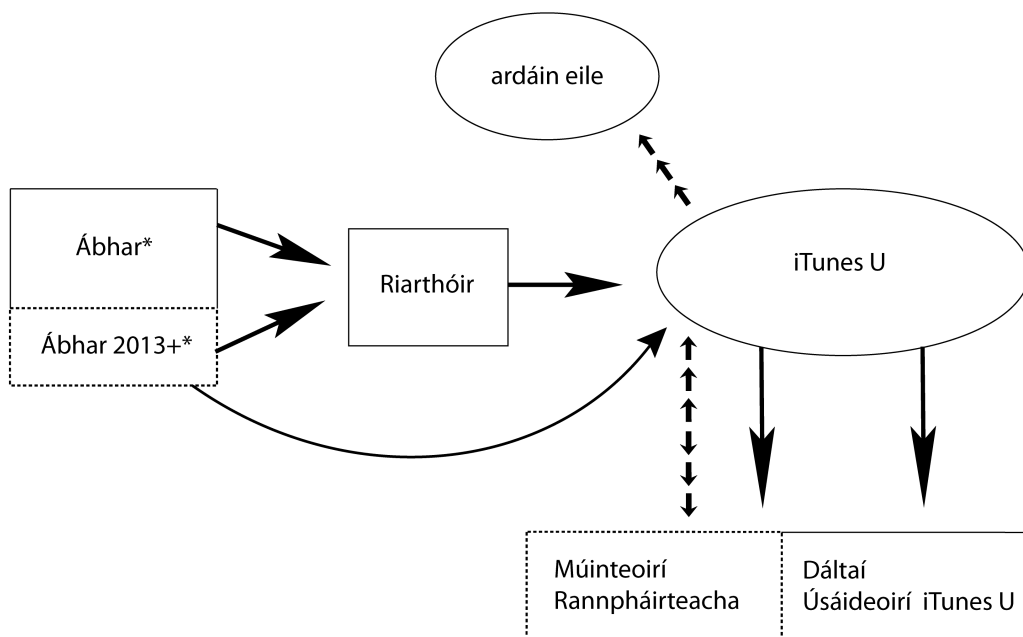 ardáin eile
Ábhar*
Riarthóir
iTunes U
Ábhar 2013+*
Múinteoirí
Rannpháirteacha
Dáltaí
Úsáideoirí iTunes U